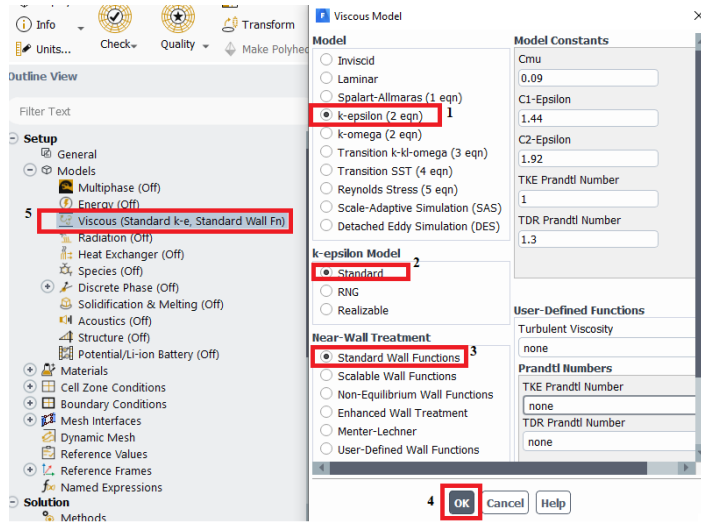 Info
Units...
Check
Quality
Transform
Make Polyhed
Outline View
Filter Text
Setup
General
Models
Multiphase (Off)
Energy (Off)
5
Viscous (Standard k-e, Standard Wall Fn)
Radiation (Off)
Heat Exchanger (Off)
Species (Off)
Discrete Phase (Off)
Solidification & Melting (Off)
Acoustics (Off)
Structure (Off)
Potential/Li-ion Battery (Off)
Materials
Cell Zone Conditions
Boundary Conditions
Mesh Interfaces
Dynamic Mesh
Reference Values
Reference Frames
Named Expressions
Solution
Methods
Viscous Model
Model
Inviscid
Laminar
Spalart-Allmaras (1 eqn)
k-epsilon (2 eqn) 1
k-omega (2 eqn)
Transition k-kl-omega (3 eqn)
Transition SST (4 eqn)
Reynolds Stress (5 eqn)
Scale-Adaptive Simulation (SAS)
Detached Eddy Simulation (DES)
k-epsilon Model
Standard 2
RNG
Realizable
Near-Wall Treatment
Standard Wall Functions 3
Scalable Wall Functions
Non-Equilibrium Wall Functions
Enhanced Wall Treatment
Menter-Lechner
User-Defined Wall Functions
Model Constants
Cmu
0.09
C1-Epsilon
1.44
C2-Epsilon
1.92
TKE Prandtl Number
1
TDR Prandtl Number
1.3
User-Defined Functions
Turbulent Viscosity
none
Prandtl Numbers
TKE Prandtl Number
none
TDR Prandtl Number
none
4 OK Cancel Help